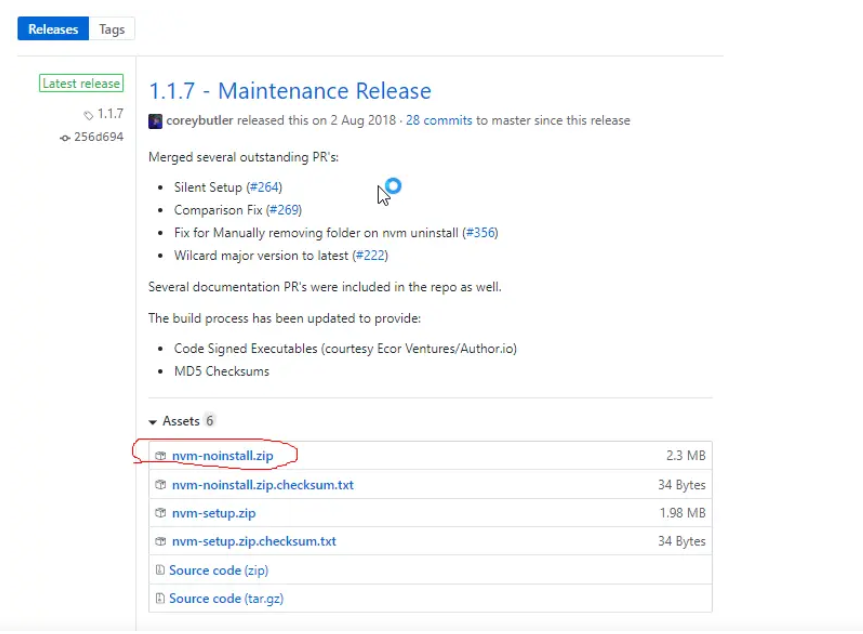 Releases Tags
Latest release
1.1.7
256d694
1.1.7 - Maintenance Release
coreybutler released this on 2 Aug 2018 · 28 commits to master since this release
Merged several outstanding PR's:
• Silent Setup (#264)
• Comparison Fix (#269)
• Fix for Manually removing folder on nvm uninstall (#356)
• Wilcard major version to latest (#222)
Several documentation PR's were included in the repo as well.
The build process has been updated to provide:
• Code Signed Executables (courtesy Ecor Ventures/Author.io)
• MD5 Checksums
Assets 6
nvm-noinstall.zip 2.3 MB
nvm-noinstall.zip.checksum.txt 34 Bytes
nvm-setup.zip 1.98 MB
nvm-setup.zip.checksum.txt 34 Bytes
Source code (zip)
Source code (tar.gz)